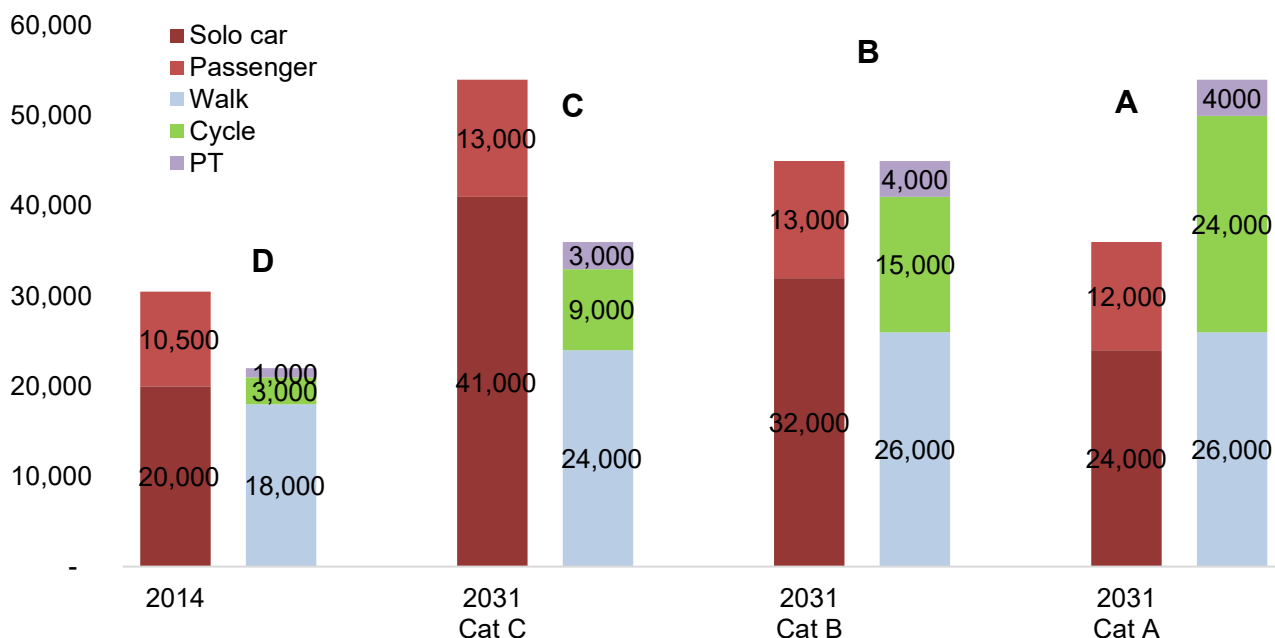 60,000
50,000
40,000
30,000
20,000
10,000
-
Solo car
Passenger
Walk
Cycle
PT
D
C
B
A
10,500
20,000
1,000
3,000
18,000
13,000
41,000
3,000
9,000
24,000
13,000
32,000
4,000
15,000
26,000
12,000
24,000
4000
24,000
26,000
2014
2031
Cat C
2031
Cat B
2031
Cat A